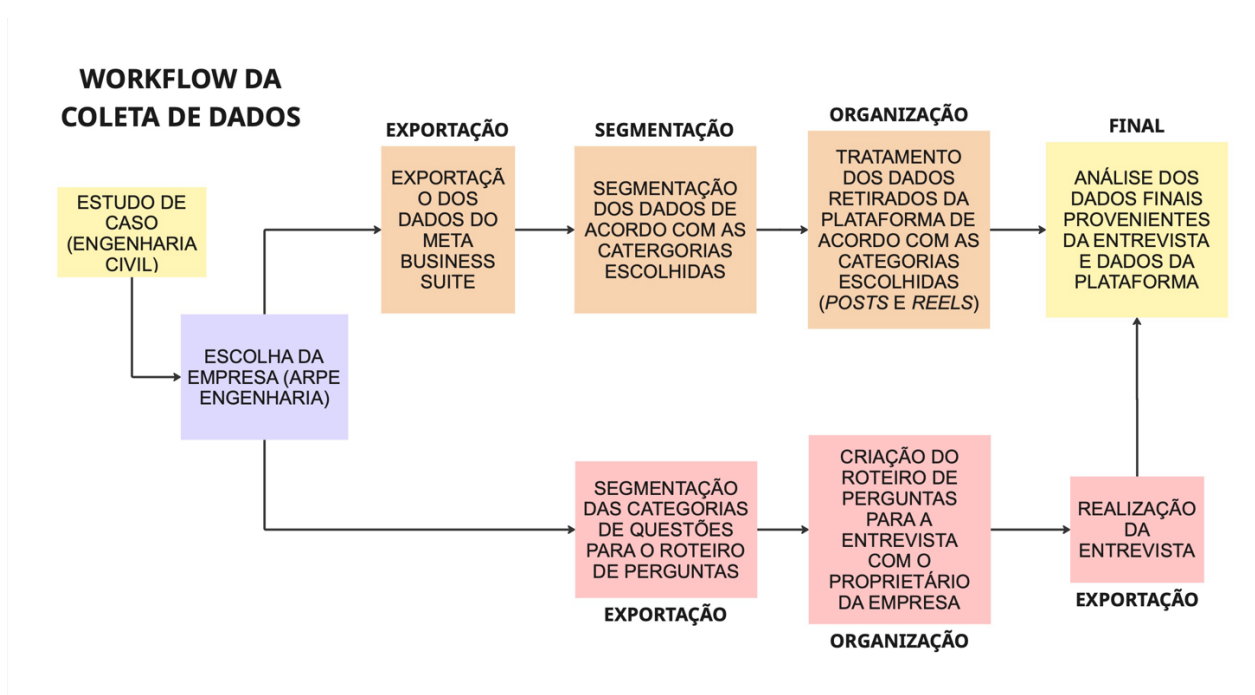 WORKFLOW DA
COLETA DE DADOS
ESTUDO DE
CASO
(ENGENHARIA
CIVIL)
ESCOLHA DA
EMPRESA (ARPE
ENGENHARIA)
EXPORTAÇÃO
EXPORTAÇÃ
O DOS
DADOS DO
META
BUSINESS
SUITE
SEGMENTAÇÃO
SEGMENTAÇÃO
DOS DADOS DE
ACORDO COM AS
CATERGORIAS
ESCOLHIDAS
ORGANIZAÇÃO
TRATAMENTO
DOS DADOS
RETIRADOS DA
PLATAFORMA DE
ACORDO COM AS
CATEGORIAS
ESCOLHIDAS
(POSTS E REELS)
FINAL
ANÁLISE DOS
DADOS FINAIS
PROVENIENTES
DA ENTREVISTA
E DADOS DA
PLATAFORMA
SEGMENTAÇÃO
DAS CATEGORIAS
DE QUESTÕES
PARA O ROTEIRO
DE PERGUNTAS
EXPORTAÇÃO
CRIAÇÃO DO
ROTEIRO DE
PERGUNTAS
PARA A
ENTREVISTA
COM O
PROPRIETÁRIO
DA EMPRESA
ORGANIZAÇÃO
REALIZAÇÃO
DA
ENTREVISTA
EXPORTAÇÃO